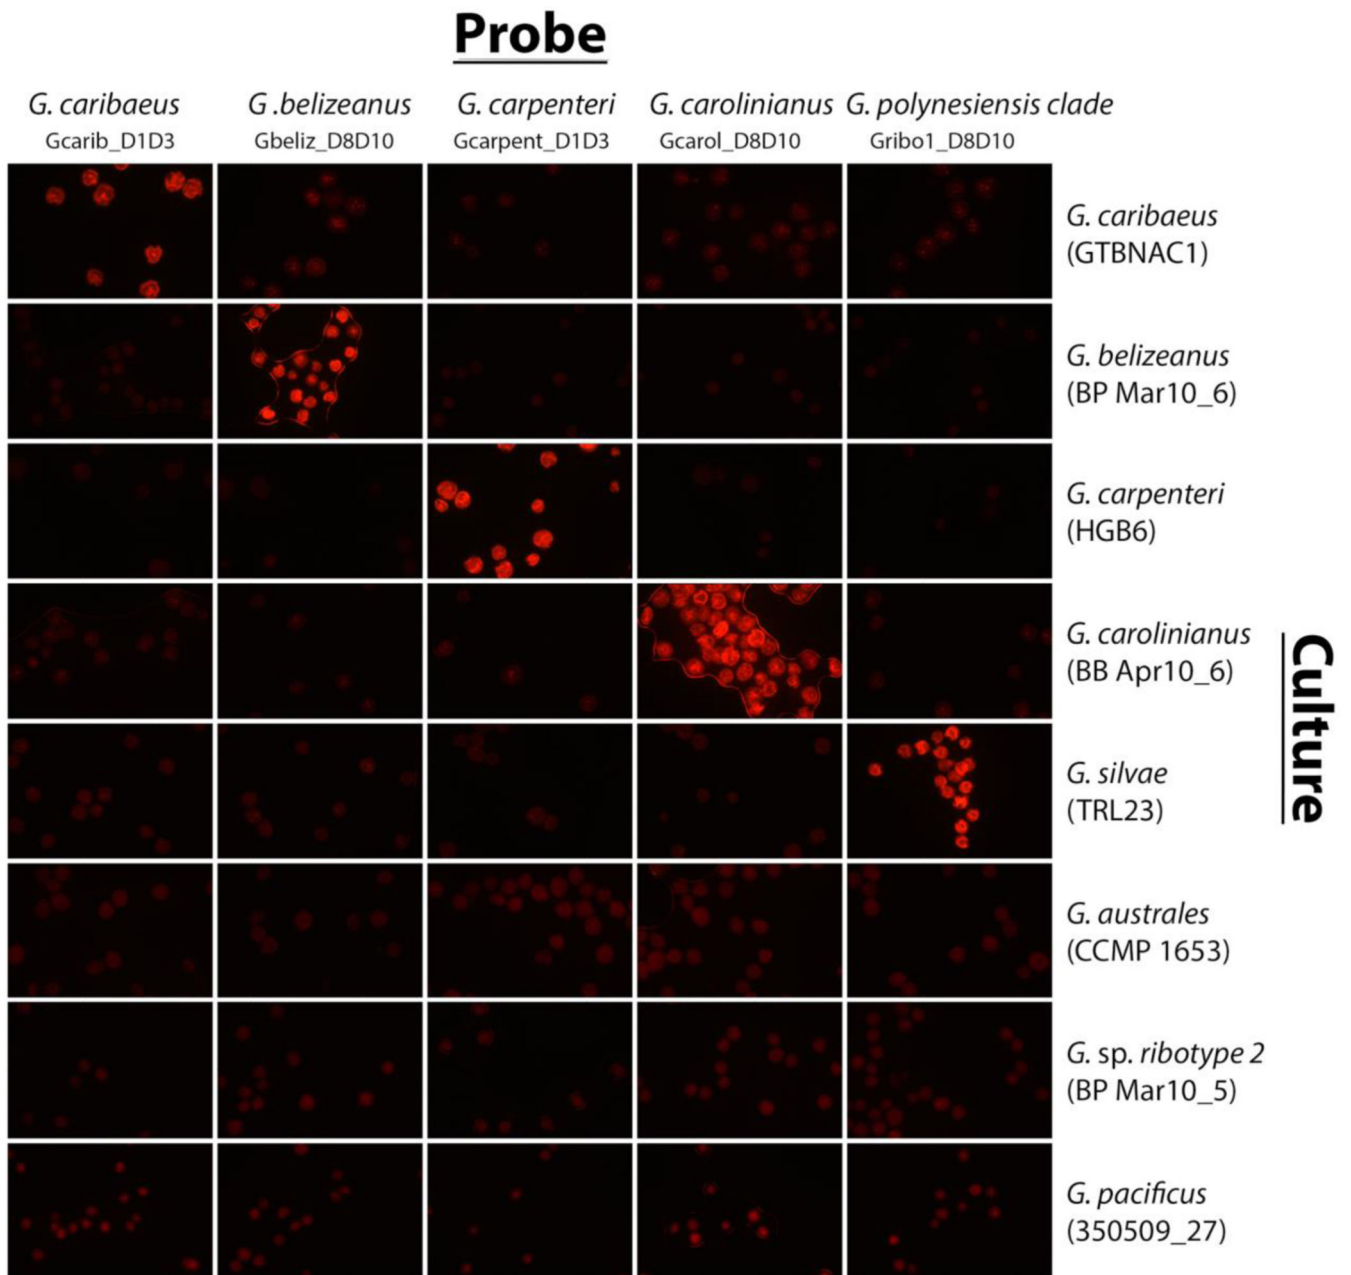 Probe
G. caribaeus G .belizeanus G. carpenteri G. carolinianus G. polynesiensis clade
Gcarib_D1D3 Gbeliz_D8D10 Gcarpent_D1D3 Gcarol_D8D10 Gribo1_D8D10
G. caribaeus
(GTBNAC1)
G. belizeanus
(BP Mar10_6)
G. carpenteri
(HGB6)
G. carolinianus
(BB Apr10_6)
G. silvae
(TRL23)
G. australes
(CCMP 1653)
G. sp. ribotype 2
(BP Mar10_5)
G. pacificus
(350509_27)
Culture